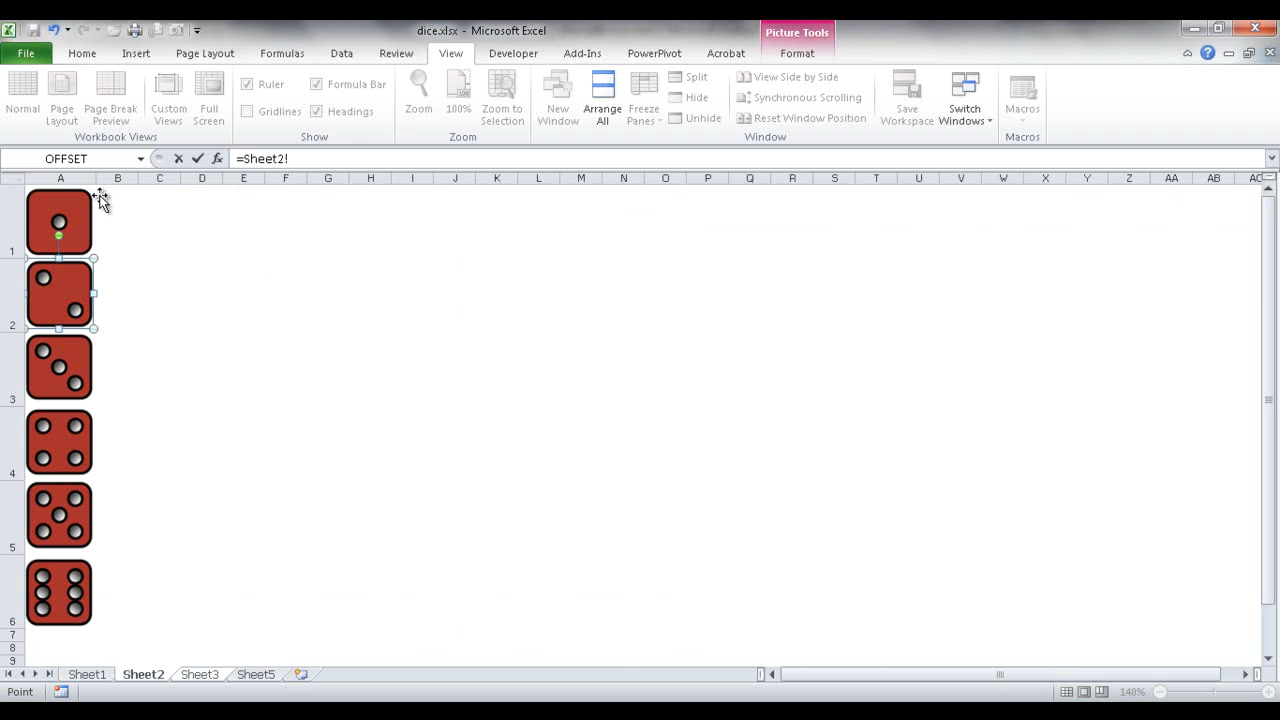 dice.xlsx - Microsoft Excel
Picture Tools
File Home Insert Page Layout Formulas Data Review View Developer Add-Ins PowerPivot Acrobat Format
Normal
Page Layout
Page Break Preview
Custom Views
Full Screen
Workbook Views
Ruler
Formula Bar
Gridlines
Headings
Show
Zoom
100%
Zoom to Selection
Zoom
New Window
Arrange All
Freeze Panes
Split
Hide
Unhide
View Side by Side
Synchronous Scrolling
Reset Window Position
Window
Save Workspace
Switch Windows
Macros
Macros
OFFSET =Sheet2!
A B C D E F G H I J K L M N O P Q R S T U V W X Y Z AA AB AC
1
2
3
4
5
6
7
8
9
Sheet1 Sheet2 Sheet3 Sheet5
Point 140%